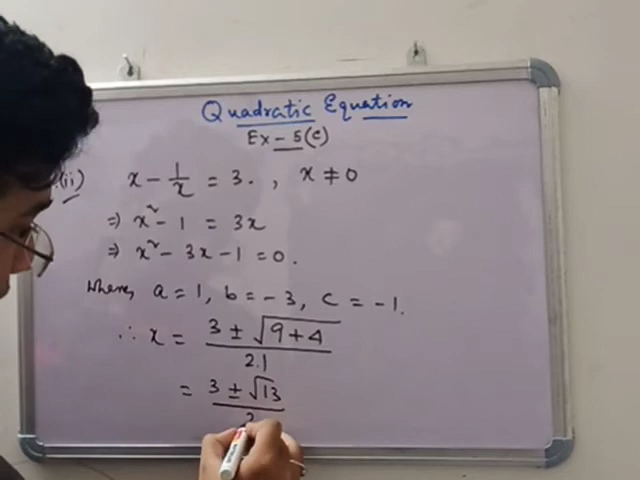 Quadratic Equation
Ex - 5(c)
(ii) x - 1/x = 3. , x ≠ 0
⇒ x² - 1 = 3x
⇒ x² - 3x - 1 = 0.
where, a = 1, b = - 3, c = - 1.
∴ x = 3 ± √9 + 4 / 2.1
= 3 ± √13 / 2